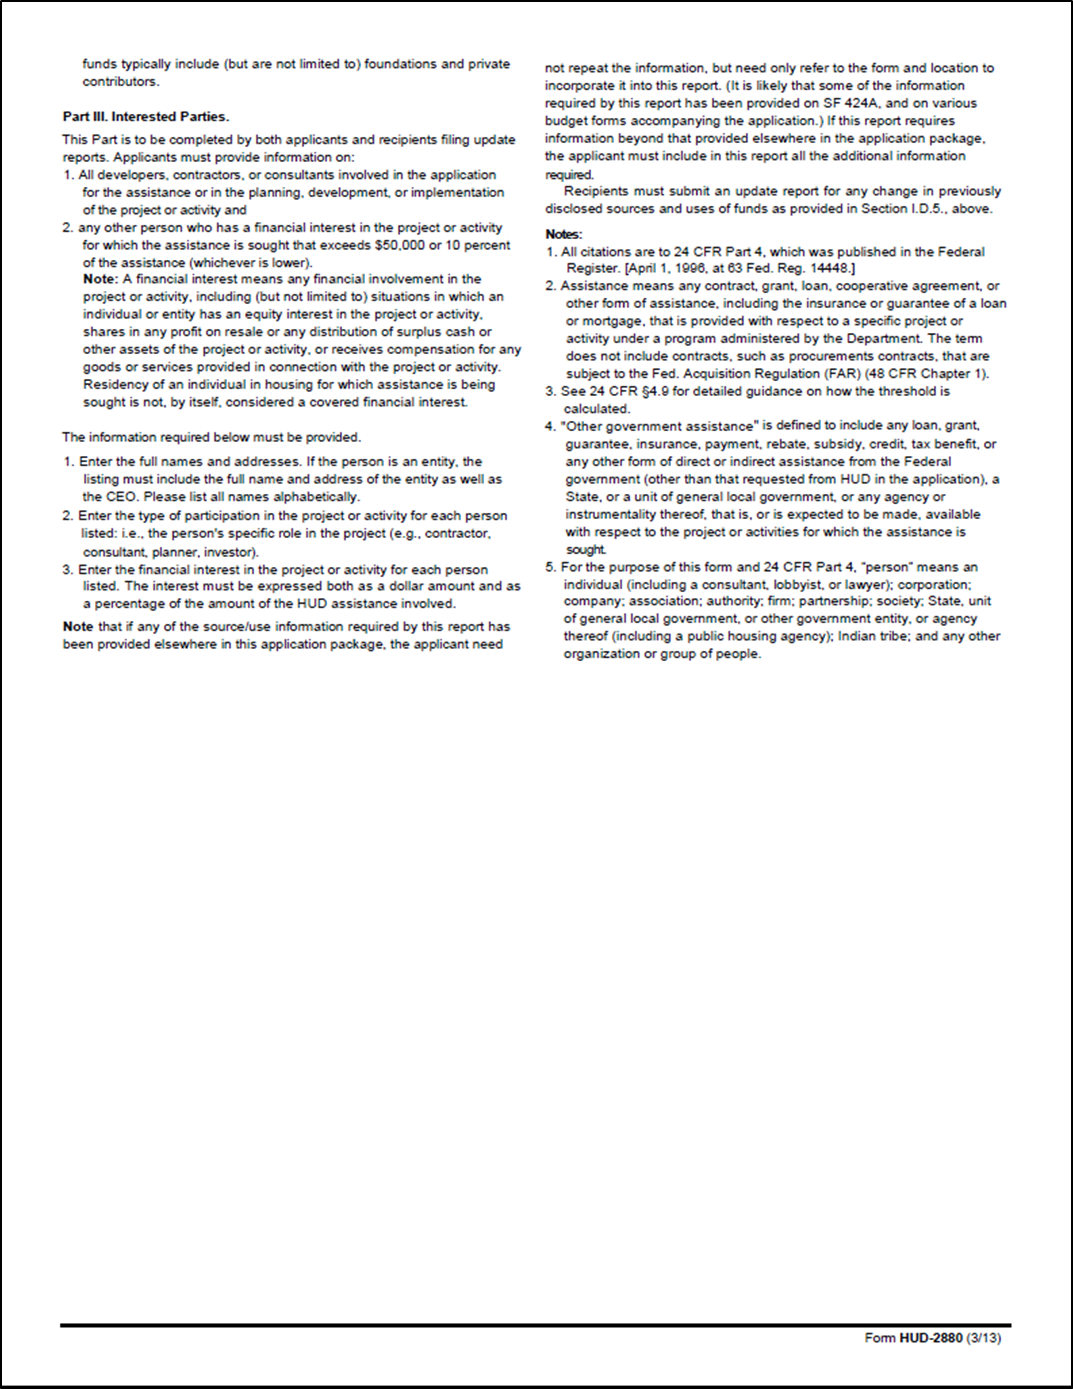 funds typically include (but are not limited to) foundations and private
contributors.
Part III. Interested Parties.
This Part is to be completed by both applicants and recipients filing update
reports. Applicants must provide information on:
1. All developers, contractors, or consultants involved in the application
for the assistance or in the planning, development, or implementation
of the project or activity and
2. any other person who has a financial interest in the project or activity
for which the assistance is sought that exceeds $50,000 or 10 percent
of the assistance (whichever is lower).
Note: A financial interest means any financial involvement in the
project or activity, including (but not limited to) situations in which an
individual or entity has an equity interest in the project or activity,
shares in any profit on resale or any distribution of surplus cash or
other assets of the project or activity, or receives compensation for any
goods or services provided in connection with the project or activity.
Residency of an individual in housing for which assistance is being
sought is not, by itself, considered a covered financial interest.
The information required below must be provided.
1. Enter the full names and addresses. If the person is an entity, the
listing must include the full name and address of the entity as well as
the CEO. Please list all names alphabetically.
2. Enter the type of participation in the project or activity for each person
listed: i.e., the person's specific role in the project (e.g., contractor,
consultant, planner, investor).
3. Enter the financial interest in the project or activity for each person
listed. The interest must be expressed both as a dollar amount and as
a percentage of the amount of the HUD assistance involved.
Note that if any of the source/use information required by this report has
been provided elsewhere in this application package, the applicant need
not repeat the information, but need only refer to the form and location to
incorporate it into this report. (It is likely that some of the information
required by this report has been provided on SF 424A, and on various
budget forms accompanying the application.) If this report requires
information beyond that provided elsewhere in the application package,
the applicant must include in this report all the additional information
required.
Recipients must submit an update report for any change in previously
disclosed sources and uses of funds as provided in Section I.D.5., above.
Notes:
1. All citations are to 24 CFR Part 4, which was published in the Federal
Register. [April 1, 1996, at 63 Fed. Reg. 14448.]
2. Assistance means any contract, grant, loan, cooperative agreement, or
other form of assistance, including the insurance or guarantee of a loan
or mortgage, that is provided with respect to a specific project or
activity under a program administered by the Department. The term
does not include contracts, such as procurements contracts, that are
subject to the Fed. Acquisition Regulation (FAR) (48 CFR Chapter 1).
3. See 24 CFR §4.9 for detailed guidance on how the threshold is
calculated.
4. "Other government assistance" is defined to include any loan, grant,
guarantee, insurance, payment, rebate, subsidy, credit, tax benefit, or
any other form of direct or indirect assistance from the Federal
government (other than that requested from HUD in the application), a
State, or a unit of general local government, or any agency or
instrumentality thereof, that is, or is expected to be made, available
with respect to the project or activities for which the assistance is
sought.
5. For the purpose of this form and 24 CFR Part 4, "person" means an
individual (including a consultant, lobbyist, or lawyer); corporation;
company; association; authority; firm; partnership; society; State, unit
of general local government, or other government entity, or agency
thereof (including a public housing agency); Indian tribe; and any other
organization or group of people.
Form HUD-2880 (3/13)